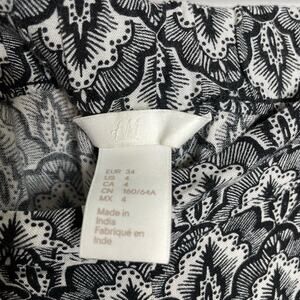 H&M
EUR 34
US 4
CA 4
CN 160/64A
MX 4
Made in
India
Fabriqué en
Inde